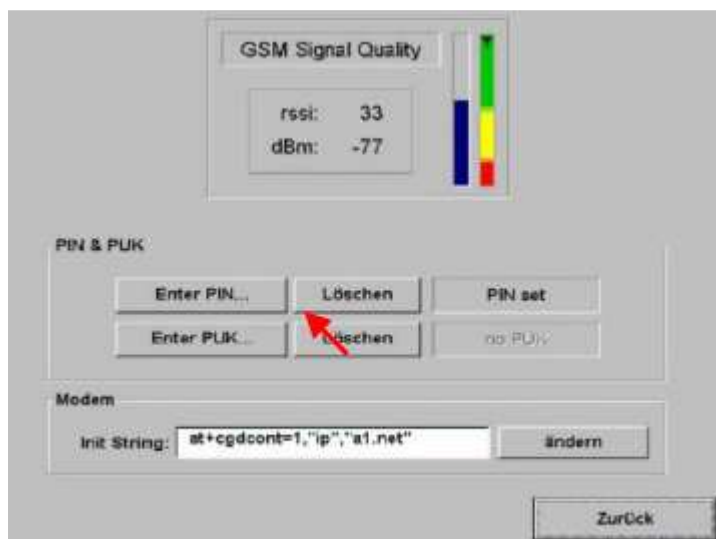 GSM Signal Quality
rssi: 33
dBm: -77
PIN & PUK
Enter PIN... Löschen PIN set
Enter PUK... Löschen no PUK
Modem
Init String: at+cgdcont=1,"ip","a1.net" ändern
Zurück